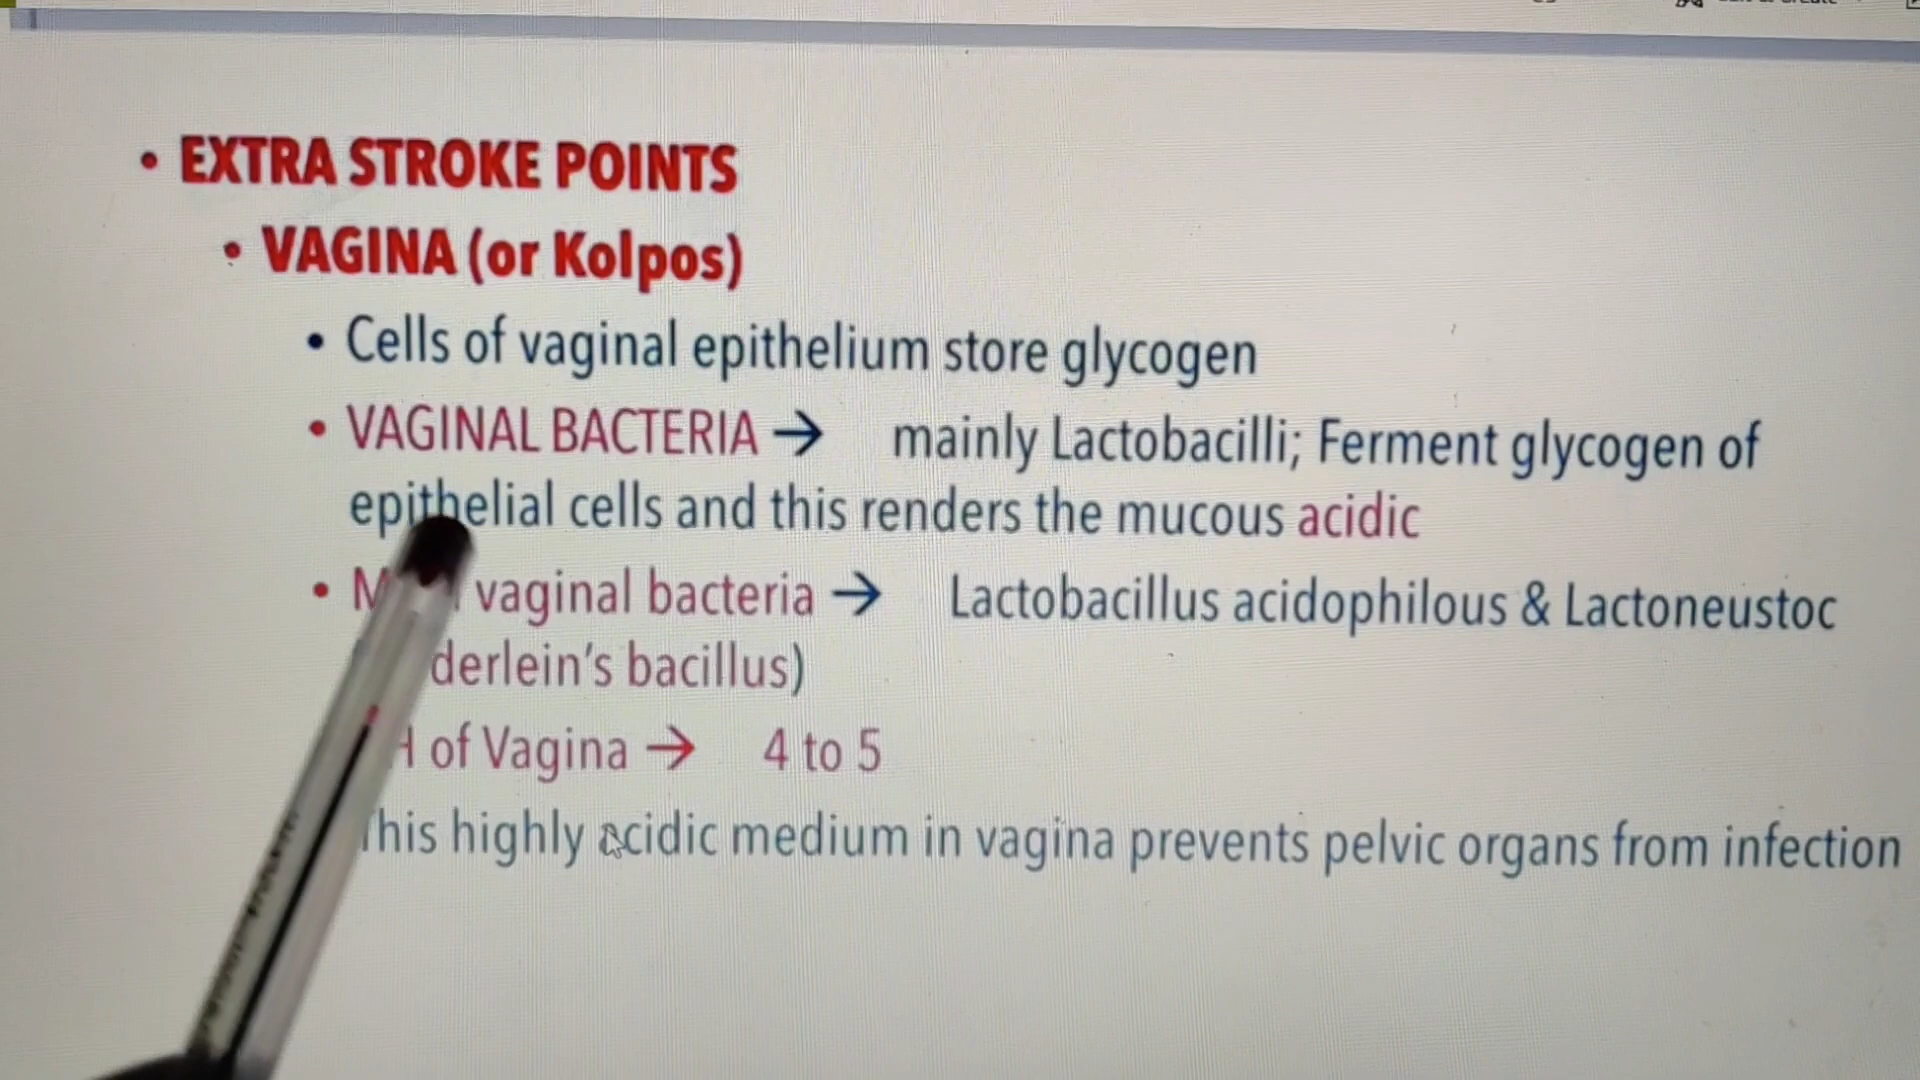 • EXTRA STROKE POINTS
• VAGINA (or Kolpos)
• Cells of vaginal epithelium store glycogen
• VAGINAL BACTERIA → mainly Lactobacilli; Ferment glycogen of
epithelial cells and this renders the mucous acidic
• vaginal bacteria → Lactobacillus acidophilous & Lactoneustoc
derlein's bacillus)
of Vagina → 4 to 5
This highly acidic medium in vagina prevents pelvic organs from infection